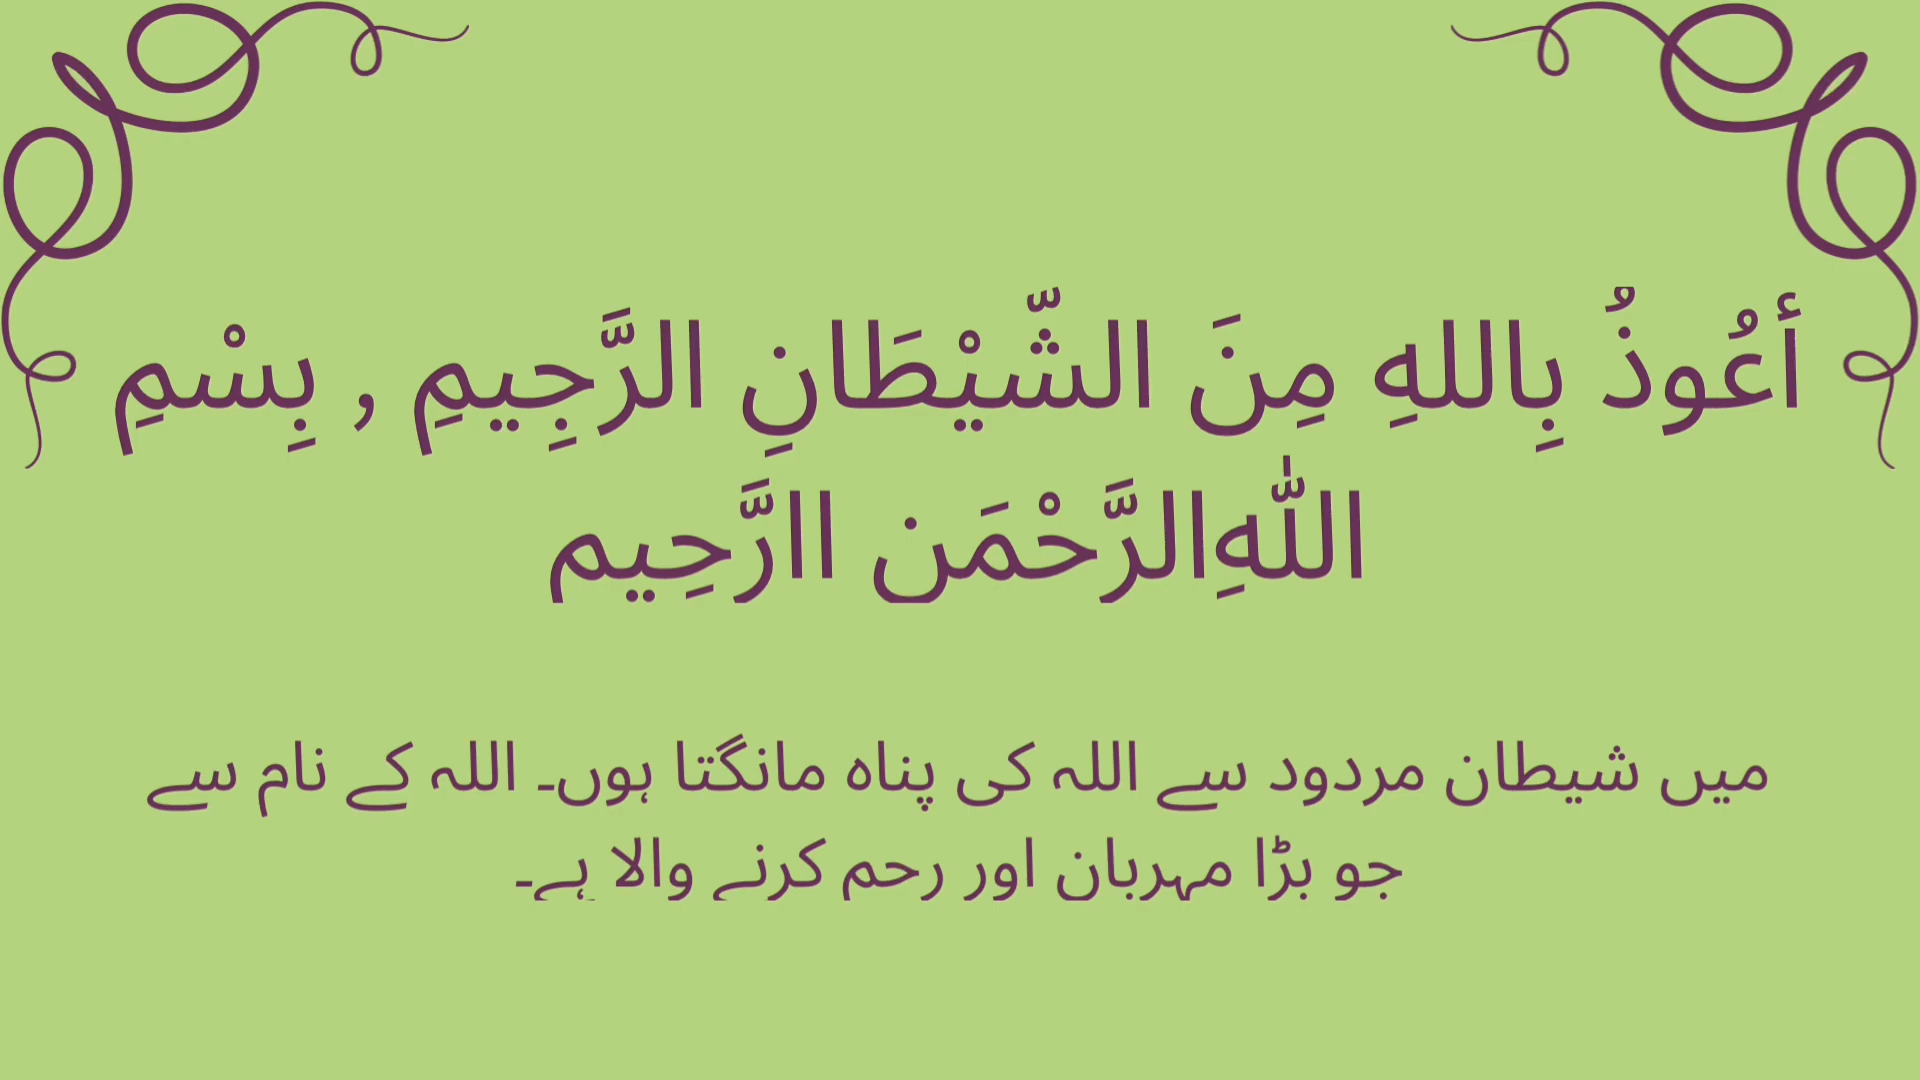 أعُوذُ بِاللهِ مِنَ الشّيْطَانِ الرَّجِيمِ , بِسْمِ
اللّٰهِالرَّحْمَن اارَّحِيم
میں شیطان مردود سے اللہ کی پناہ مانگتا ہوں۔ اللہ کے نام سے
جو بڑا مہربان اور رحم کرنے والا ہے۔